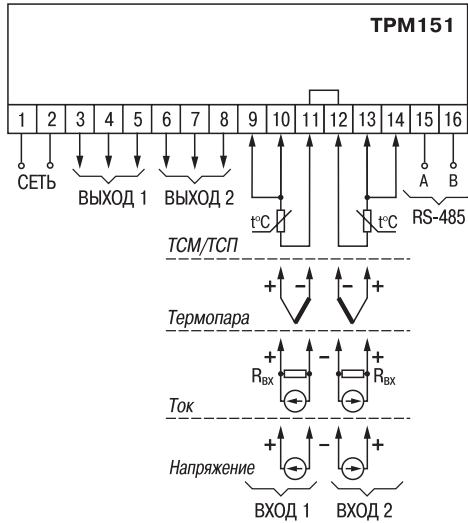 ТРМ151
1 2 3 4 5 6 7 8 9 10 11 12 13 14 15 16
СЕТЬ
ВЫХОД 1
ВЫХОД 2
A B
RS-485
t°C t°C
ТСМ/ТСП
+ - - +
Термопара
+ - +
Rвх Rвх
Ток
+ - - +
Напряжение
ВХОД 1 ВХОД 2